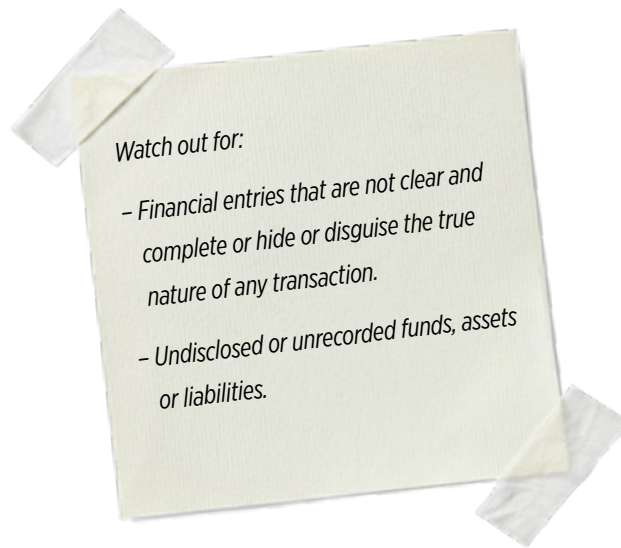 Watch out for:
– Financial entries that are not clear and
complete or hide or disguise the true
nature of any transaction.
– Undisclosed or unrecorded funds, assets
or liabilities.